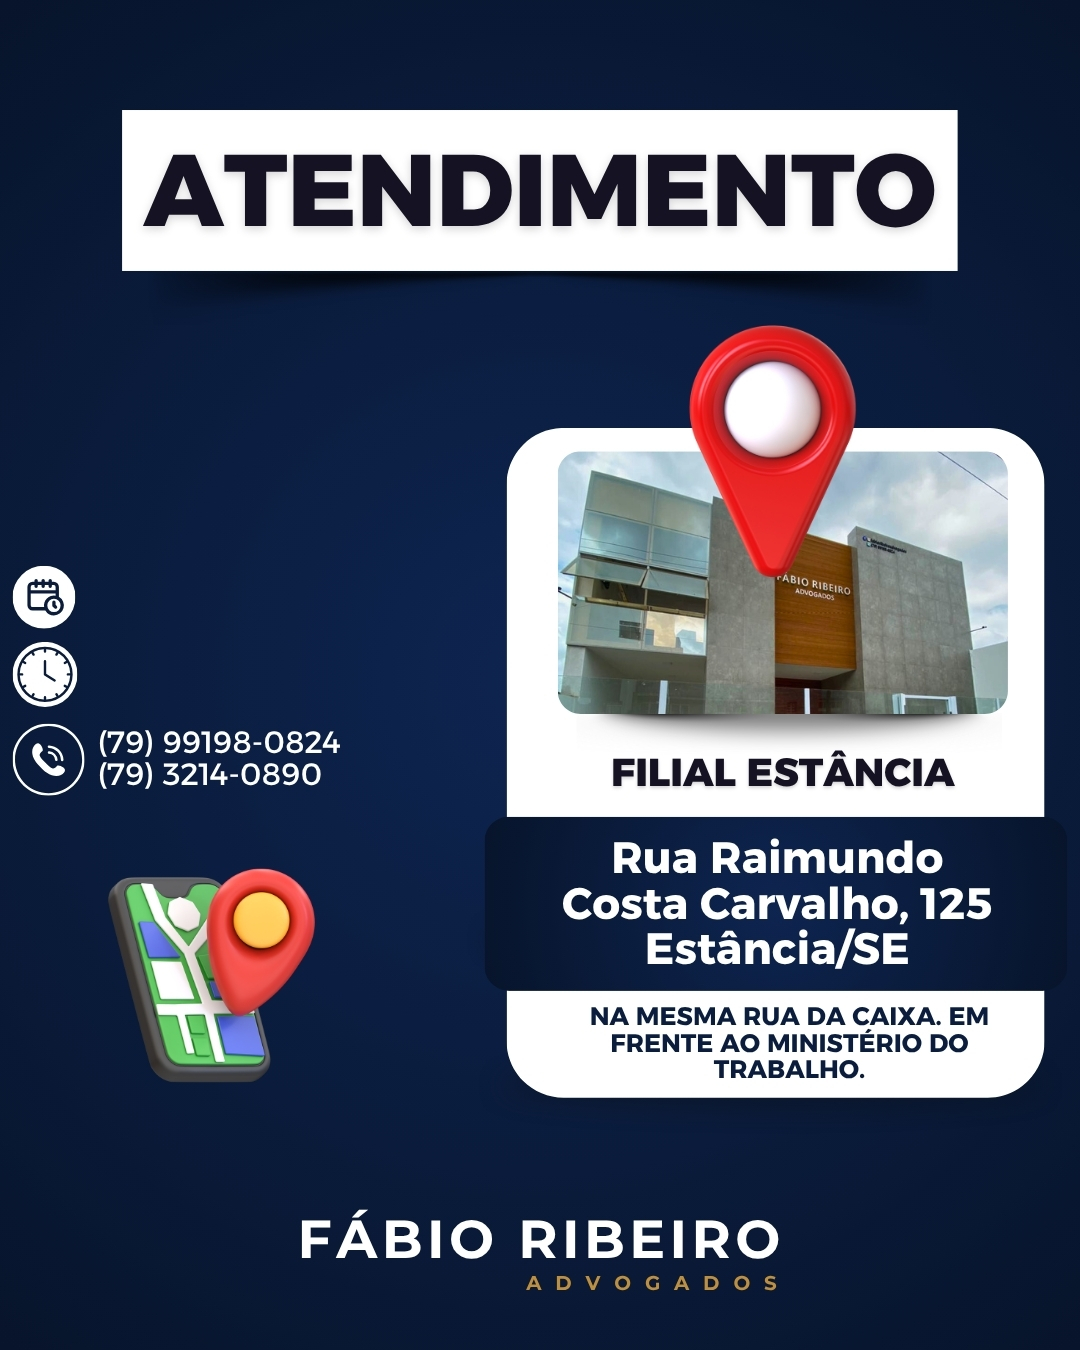 ATENDIMENTO
FÁBIO RIBEIRO
ADVOGADOS
(79) 99198-0824
(79) 3214-0890
FILIAL ESTÂNCIA
Rua Raimundo
Costa Carvalho, 125
Estância/SE
NA MESMA RUA DA CAIXA. EM
FRENTE AO MINISTÉRIO DO
TRABALHO.
FÁBIO RIBEIRO
ADVOGADOS